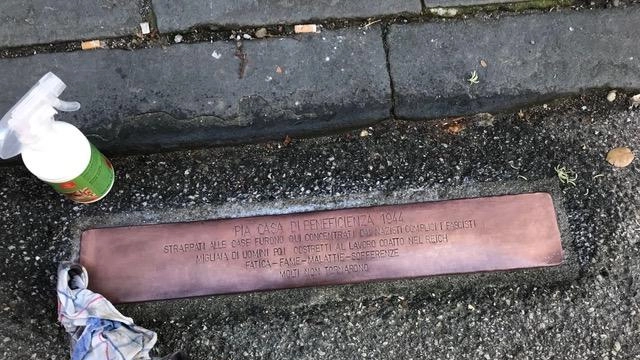 PIA CASA DI BENEFICIENZA 1944
STRAPPATI ALLE CASE FURONO QUI CONCENTRATI DAI NAZISTI COMPLICI I FASCISTI
MIGLIAIA DI UOMINI POI COSTRETTI AL LAVORO COATTO NEL REICH
FATICA-FAME-MALATTIE-SOFFERENZE
MOLTI NON TORNARONO